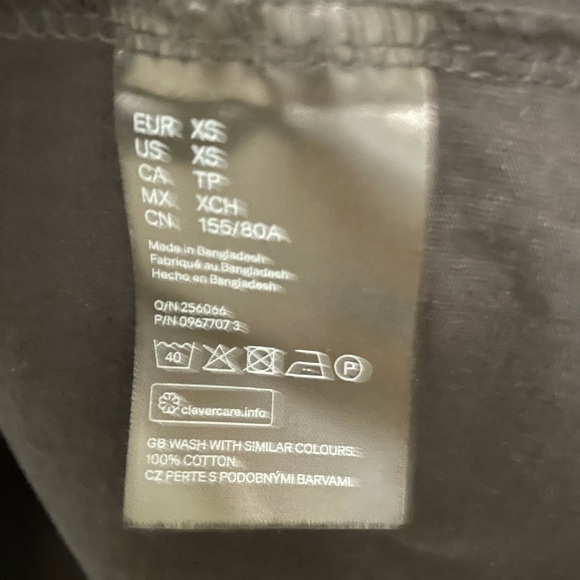 EUR XS
US XS
CA TP
MX XCH
CN 155/80A
Made in Bangladesh
Fabriqué au Bangladesh
Hecho en Bangladesh
O/N 256066
P/N 0967707 3
40 P
clevercare.info
GB WASH WITH SIMILAR COLOURS.
100% COTTON.
CZ PERTE S PODOBNÝMI BARVAMI.